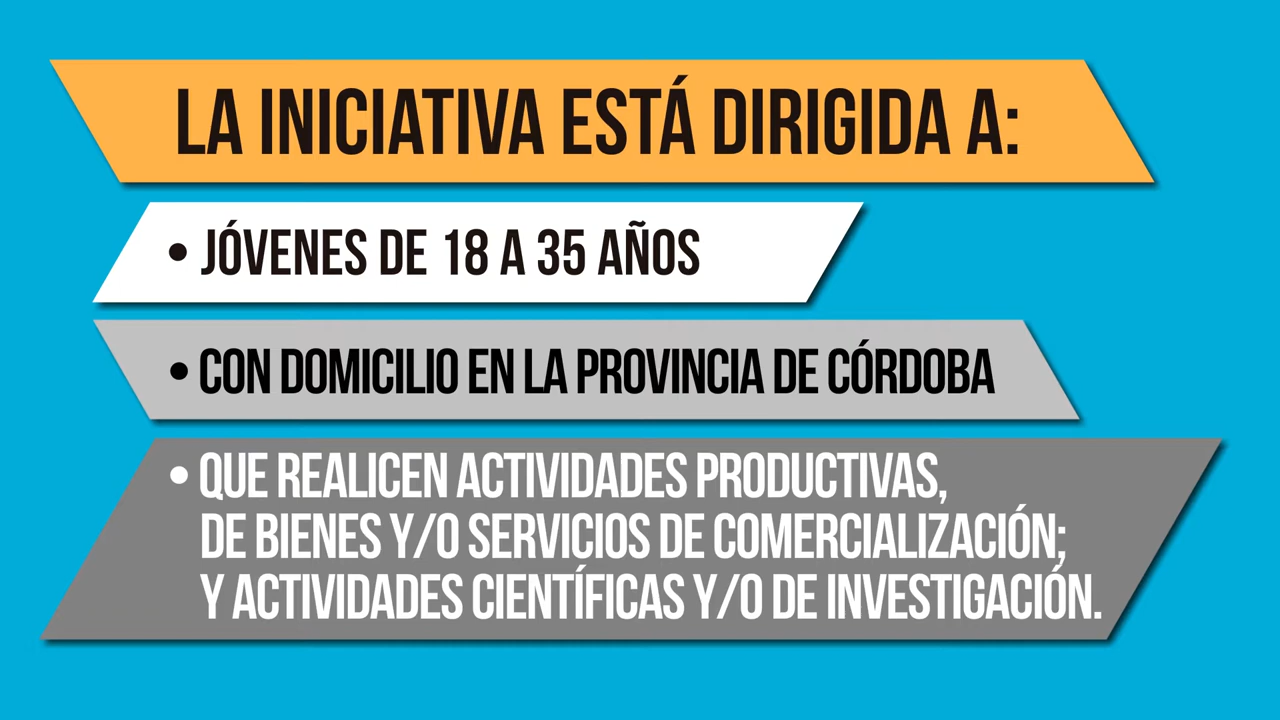 LA INICIATIVA ESTÁ DIRIGIDA A:
• JÓVENES DE 18 A 35 AÑOS
• CON DOMICILIO EN LA PROVINCIA DE CÓRDOBA
• QUE REALICEN ACTIVIDADES PRODUCTIVAS,
DE BIENES Y/O SERVICIOS DE COMERCIALIZACIÓN;
Y ACTIVIDADES CIENTÍFICAS Y/O DE INVESTIGACIÓN.